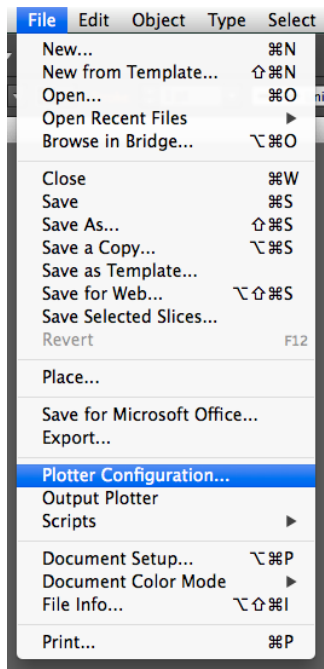 File Edit Object Type Select
New... ⌘N
New from Template... ⇧⌘N
Open... ⌘O
Open Recent Files ▶
Browse in Bridge... ⌥⌘O
Close ⌘W
Save ⌘S
Save As... ⇧⌘S
Save a Copy... ⌥⌘S
Save as Template...
Save for Web... ⌥⇧⌘S
Save Selected Slices...
Revert F12
Place...
Save for Microsoft Office...
Export...
Plotter Configuration...
Output Plotter
Scripts ▶
Document Setup... ⌥⌘P
Document Color Mode ▶
File Info... ⌥⇧⌘I
Print... ⌘P